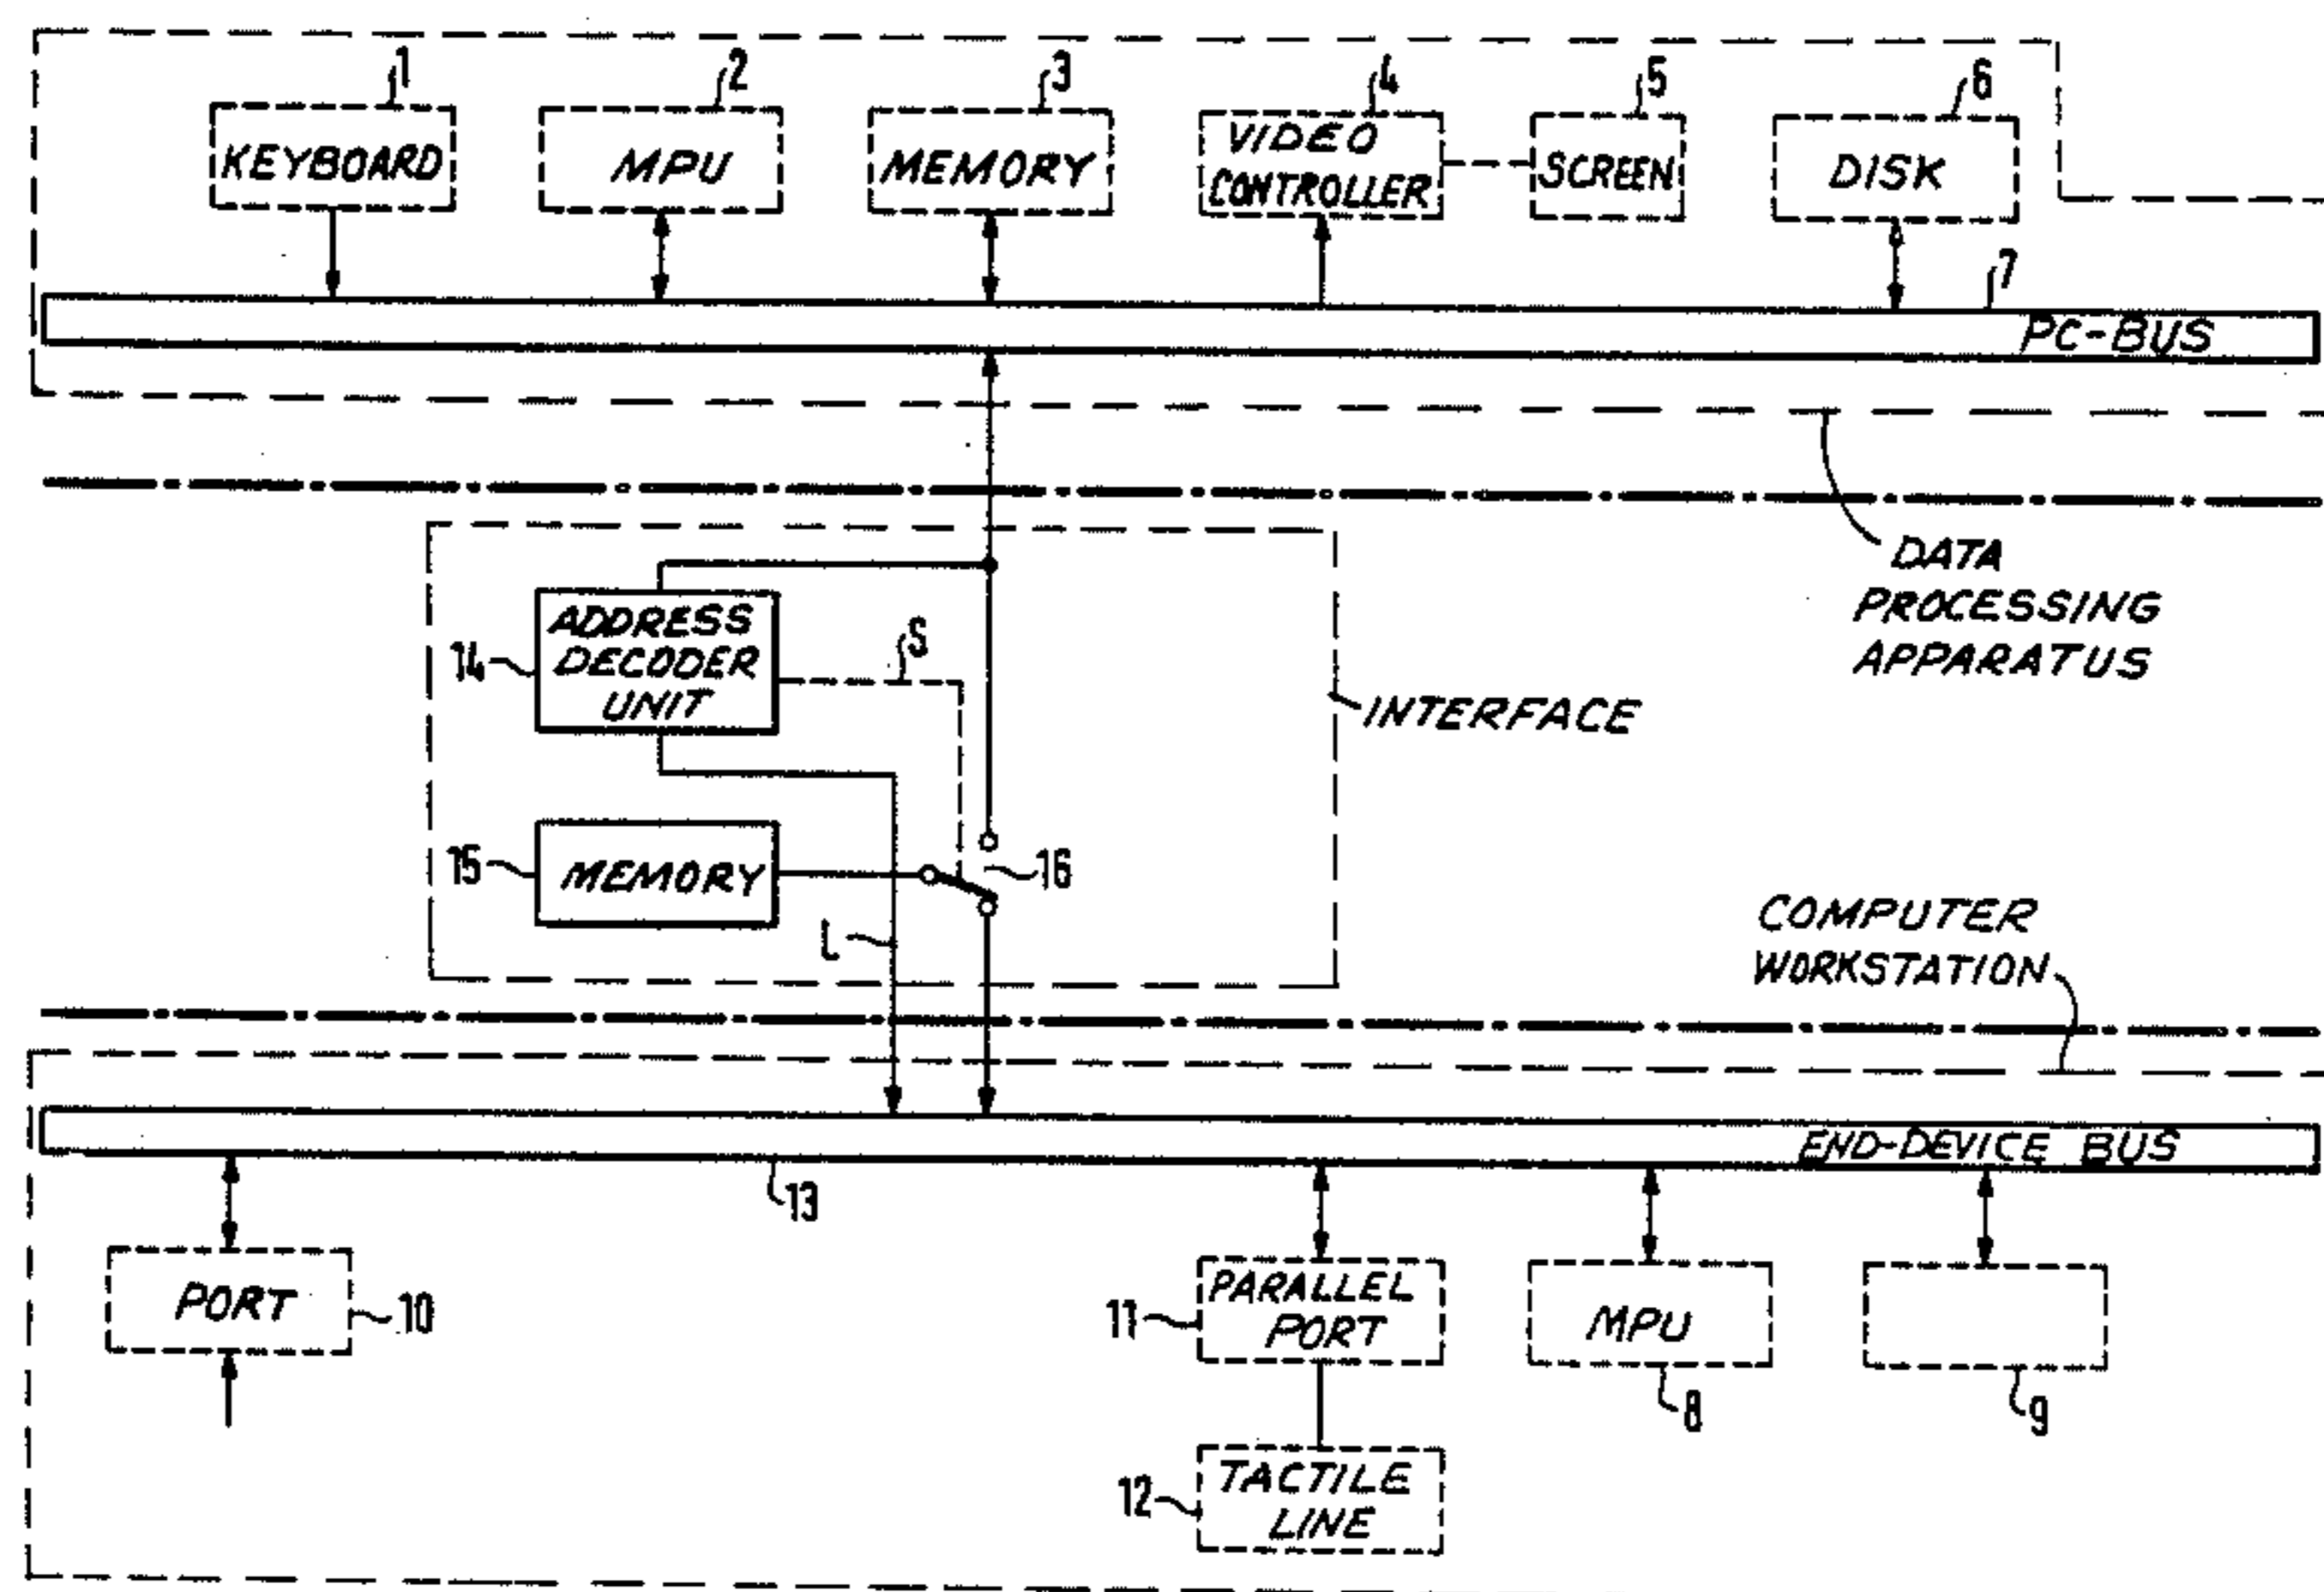 1
2
3
4
5
6
KEYBOARD
MPU
MEMORY
VIDEO
CONTROLLER
SCREEN
DISK
7
PC-BUS
DATA
PROCESSING
APPARATUS
ADDRESS
DECODER
UNIT
14
S
INTERFACE
15
MEMORY
16
L
COMPUTER
WORKSTATION
END-DEVICE BUS
13
PORT
10
11
PARALLEL
PORT
MPU
8
9
12
TACTILE
LINE